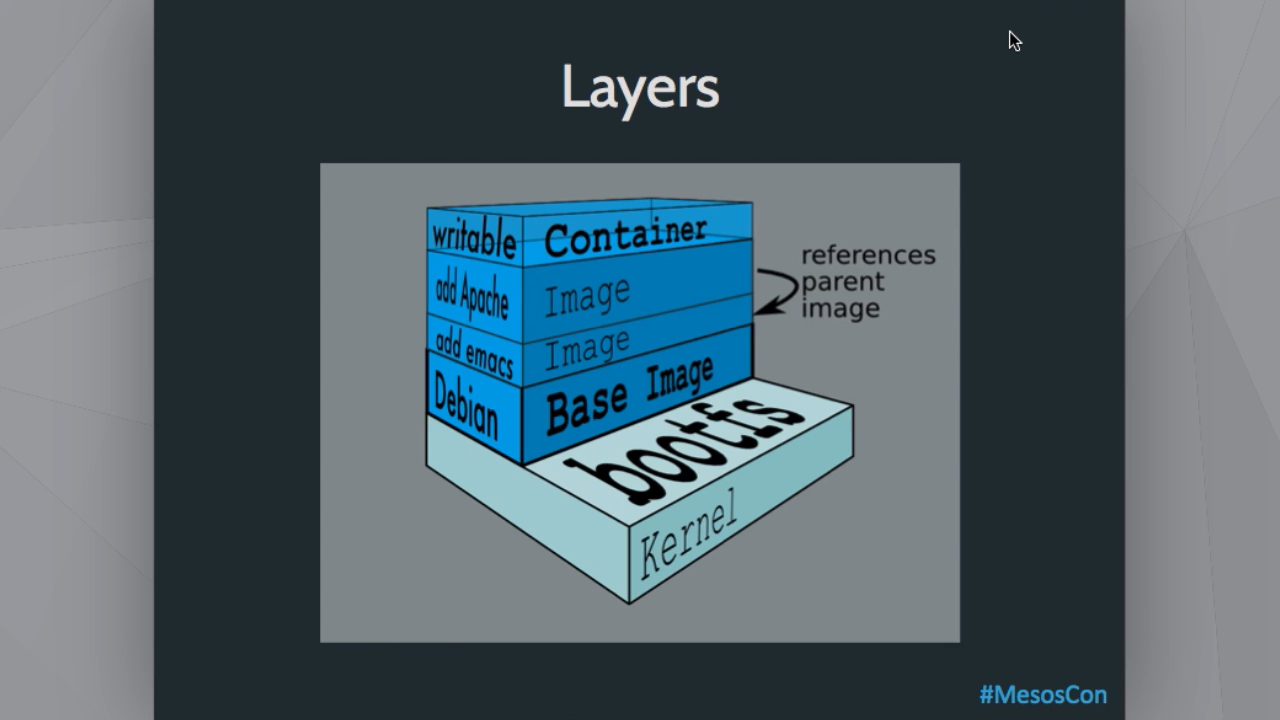 Layers
writable Container
add Apache Image
add emacs Image
Debian Base Image
references
parent
image
bootfs
Kernel
#MesosCon